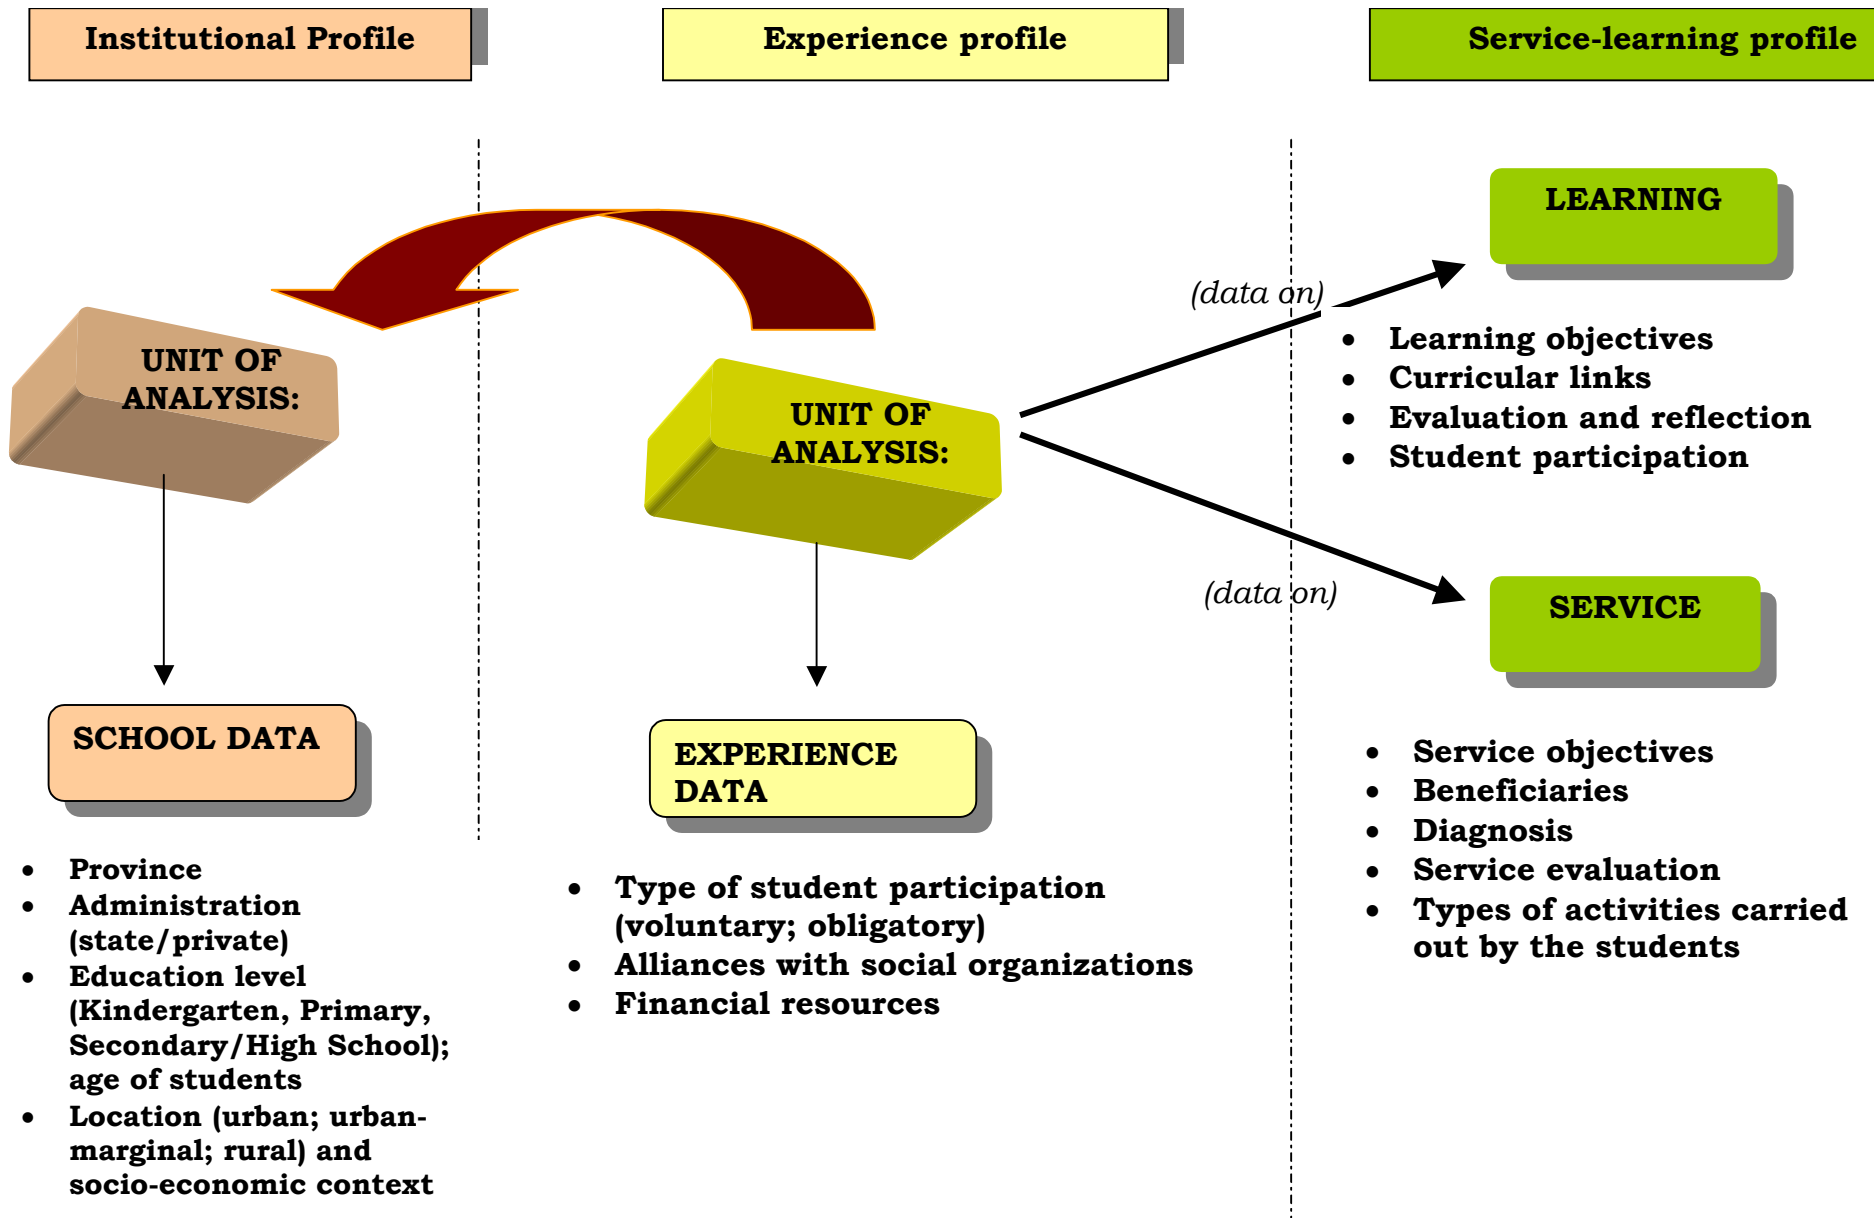 Institutional Profile
Experience profile
Service-learning profile
UNIT OF
ANALYSIS:
SCHOOL DATA
• Province
• Administration
(state/private)
• Education level
(Kindergarten, Primary,
Secondary/High School);
age of students
• Location (urban; urban-
marginal; rural) and
socio-economic context
UNIT OF
ANALYSIS:
EXPERIENCE
DATA
• Type of student participation
(voluntary; obligatory)
• Alliances with social organizations
• Financial resources
(data on)
LEARNING
• Learning objectives
• Curricular links
• Evaluation and reflection
• Student participation
(data on)
SERVICE
• Service objectives
• Beneficiaries
• Diagnosis
• Service evaluation
• Types of activities carried
out by the students